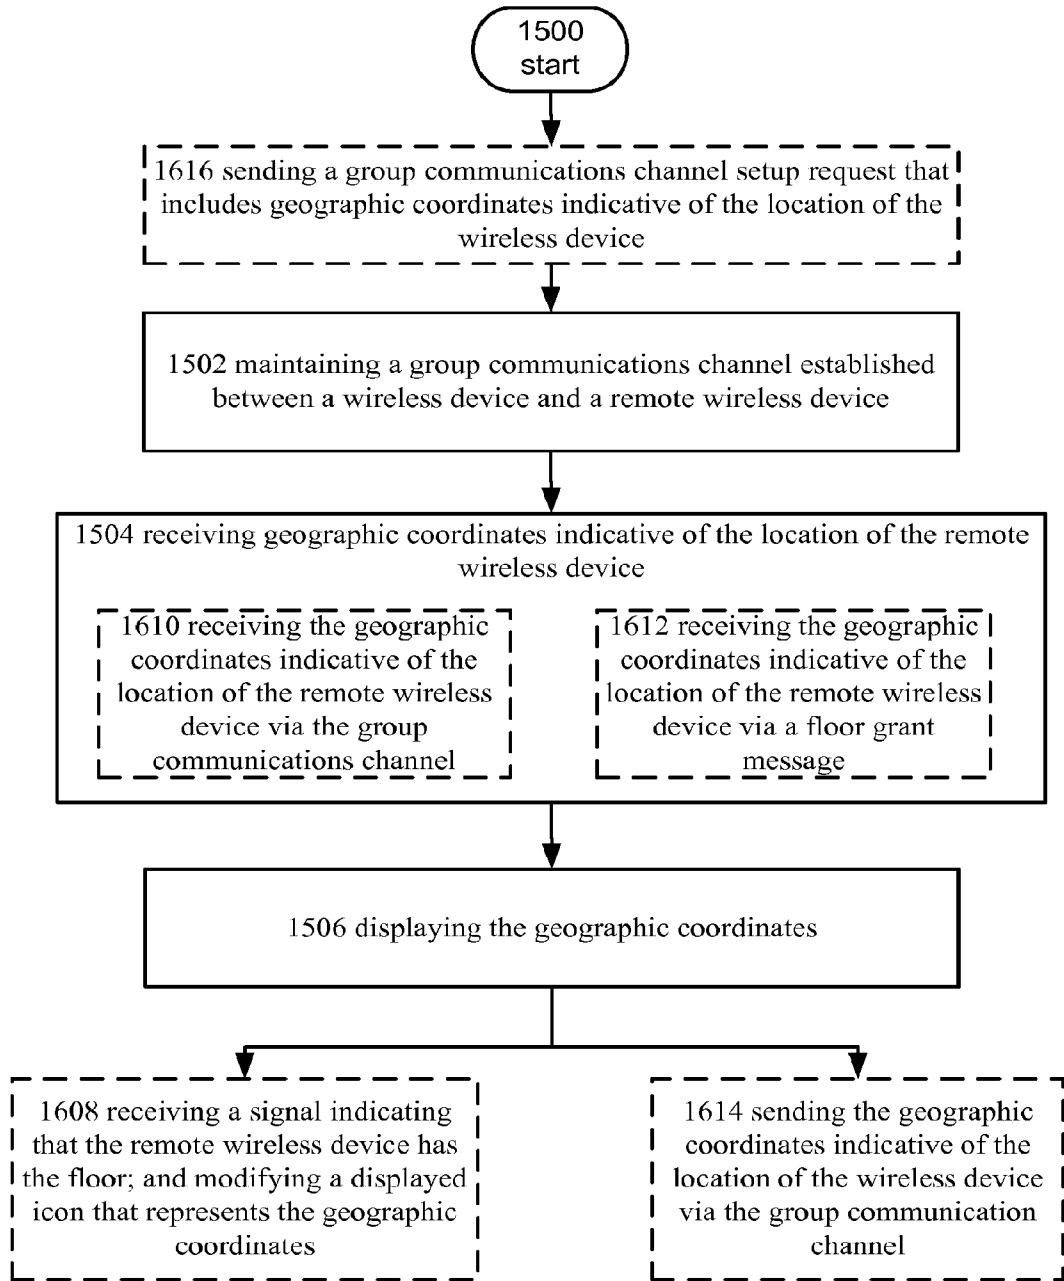 1500
start
1616 sending a group communications channel setup request that
includes geographic coordinates indicative of the location of the
wireless device
1502 maintaining a group communications channel established
between a wireless device and a remote wireless device
1504 receiving geographic coordinates indicative of the location of the remote
wireless device
1610 receiving the geographic
coordinates indicative of the
location of the remote wireless
device via the group
communications channel
1612 receiving the geographic
coordinates indicative of the
location of the remote wireless
device via a floor grant
message
1506 displaying the geographic coordinates
1608 receiving a signal indicating
that the remote wireless device has
the floor; and modifying a displayed
icon that represents the geographic
coordinates
1614 sending the geographic
coordinates indicative of the
location of the wireless device
via the group communication
channel